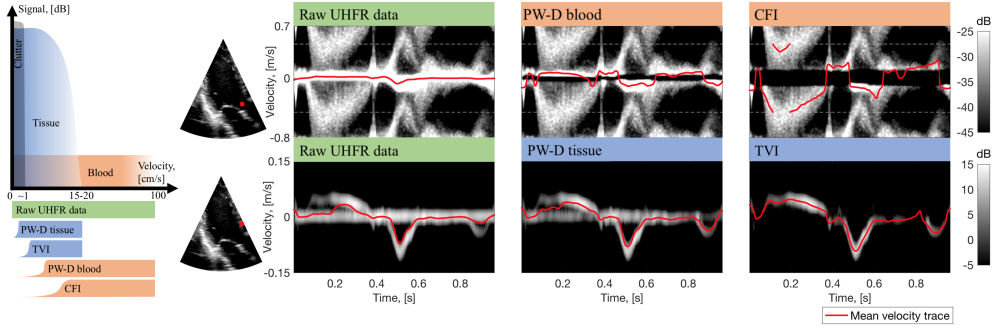 Signal, [dB]
Clutter
Tissue
Blood
Velocity,
[cm/s]
0 ~1 15-20 100
Raw UHFR data
PW-D tissue
TVI
PW-D blood
CFI
Raw UHFR data
PW-D blood
CFI
Velocity, [m/s]
0.7
0
-0.8
dB
-25
-30
-35
-40
-45
Raw UHFR data
PW-D tissue
TVI
Velocity, [m/s]
0.15
0
-0.15
dB
15
10
5
0
-5
0.2 0.4 0.6 0.8
0.2 0.4 0.6 0.8
0.2 0.4 0.6 0.8
Time, [s]
Time, [s]
Time, [s]
Mean velocity trace